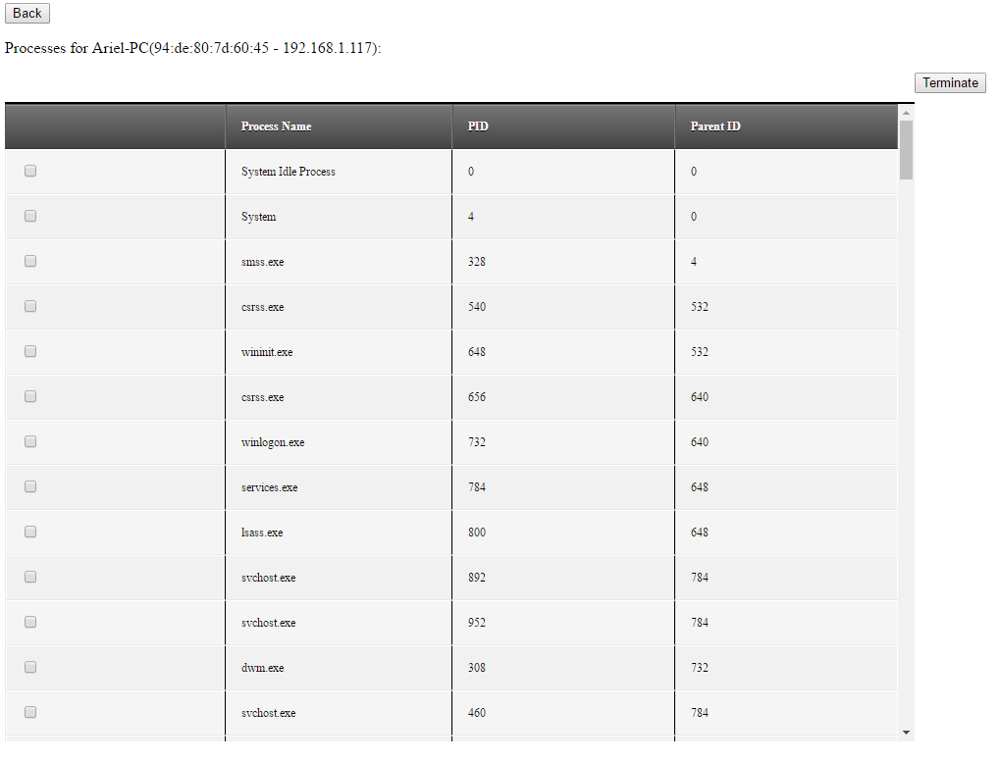 Back
Processes for Ariel-PC(94:de:80:7d:60:45 - 192.168.1.117):
Terminate
Process Name PID Parent ID
System Idle Process 0 0
System 4 0
smss.exe 328 4
csrss.exe 540 532
wininit.exe 648 532
csrss.exe 656 640
winlogon.exe 732 640
services.exe 784 648
lsass.exe 800 648
svchost.exe 892 784
svchost.exe 952 784
dwm.exe 308 732
svchost.exe 460 784